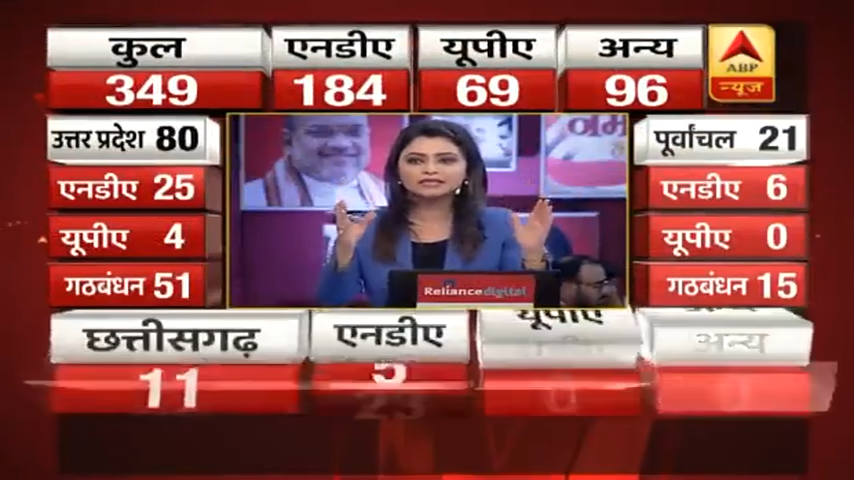 कुल एनडीए यूपीए अन्य
349 184 69 96
ABP
न्यूज़
उत्तर प्रदेश 80
एनडीए 25
यूपीए 4
गठबंधन 51
Reliance digital
पूर्वांचल 21
एनडीए 6
यूपीए 0
गठबंधन 15
छत्तीसगढ़ एनडीए यूपीए अन्य
11 5